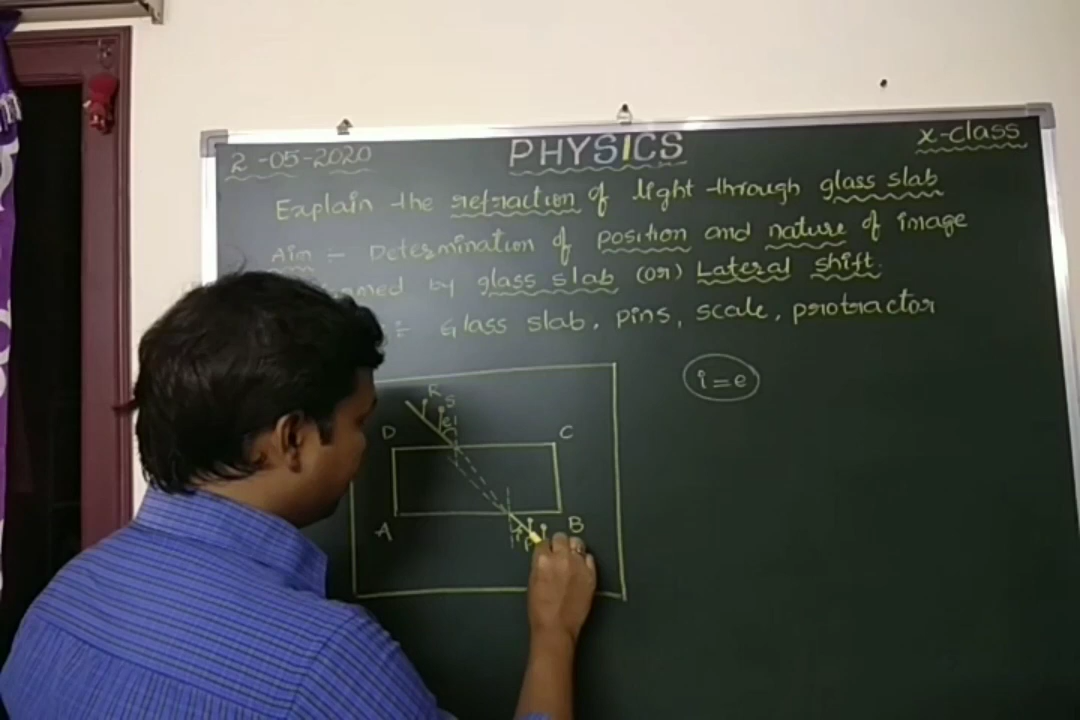 2-05-2020
PHYSICS
x-class
Explain the refraction of light through glass slab
Aim :- Determination of position and nature of image
formed by glass slab (or) Lateral shift.
:- Glass slab, pins, scale, protractor
i=e
R
S
e
D
C
A
B
i
P